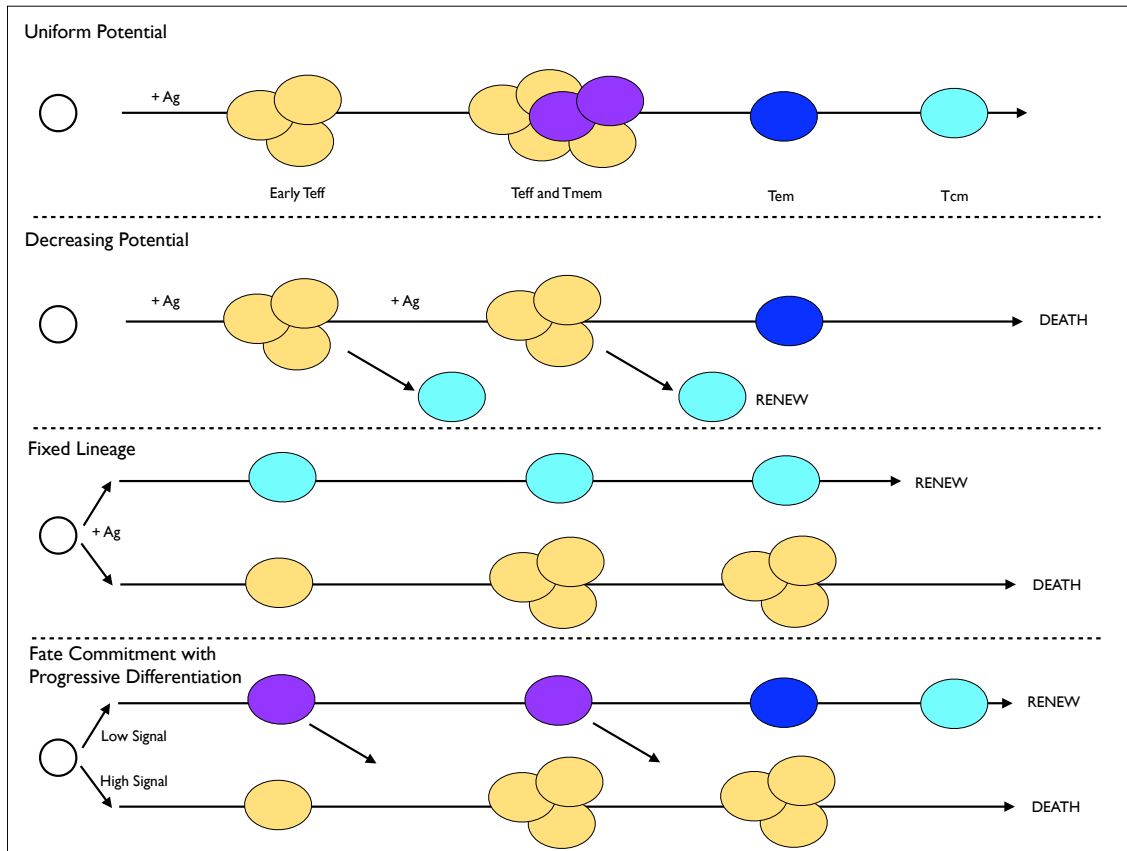 Uniform Potential
+ Ag
Early Teff
Teff and Tmem
Tem
Tcm
Decreasing Potential
+ Ag
+ Ag
DEATH
RENEW
Fixed Lineage
RENEW
+ Ag
DEATH
Fate Commitment with
Progressive Differentiation
RENEW
Low Signal
High Signal
DEATH